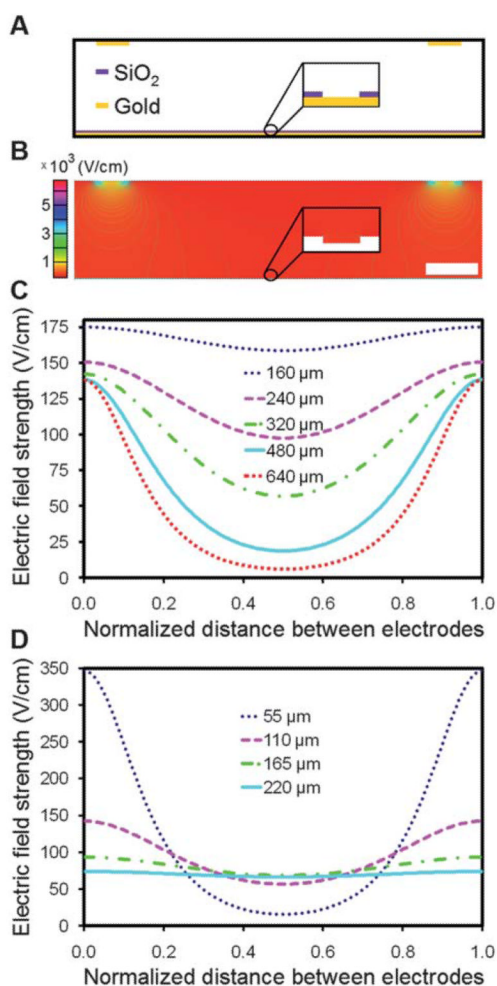 A
SiO₂
Gold
B
× 10³ (V/cm)
5
3
1
C
Electric field strength (V/cm)
175
150
125
100
75
50
25
0
160 µm
240 µm
320 µm
480 µm
640 µm
0.0 0.2 0.4 0.6 0.8 1.0
Normalized distance between electrodes
D
Electric field strength (V/cm)
350
300
250
200
150
100
50
0
55 µm
110 µm
165 µm
220 µm
0.0 0.2 0.4 0.6 0.8 1.0
Normalized distance between electrodes